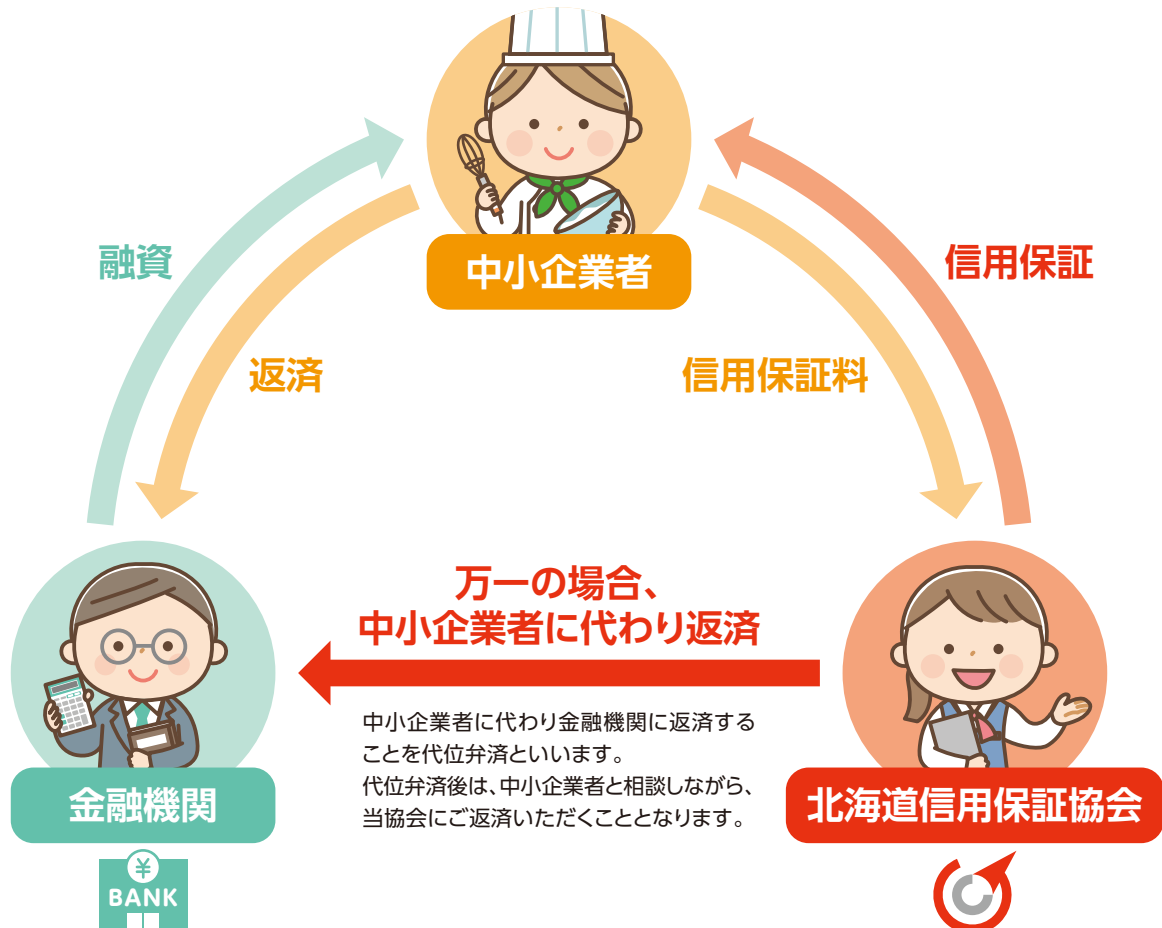 中小企業者
融資
信用保証
返済
信用保証料
万一の場合、
中小企業者に代わり返済
中小企業者に代わり金融機関に返済する
ことを代位弁済といいます。
代位弁済後は、中小企業者と相談しながら、
当協会にご返済いただくこととなります。
金融機関
北海道信用保証協会
¥
BANK